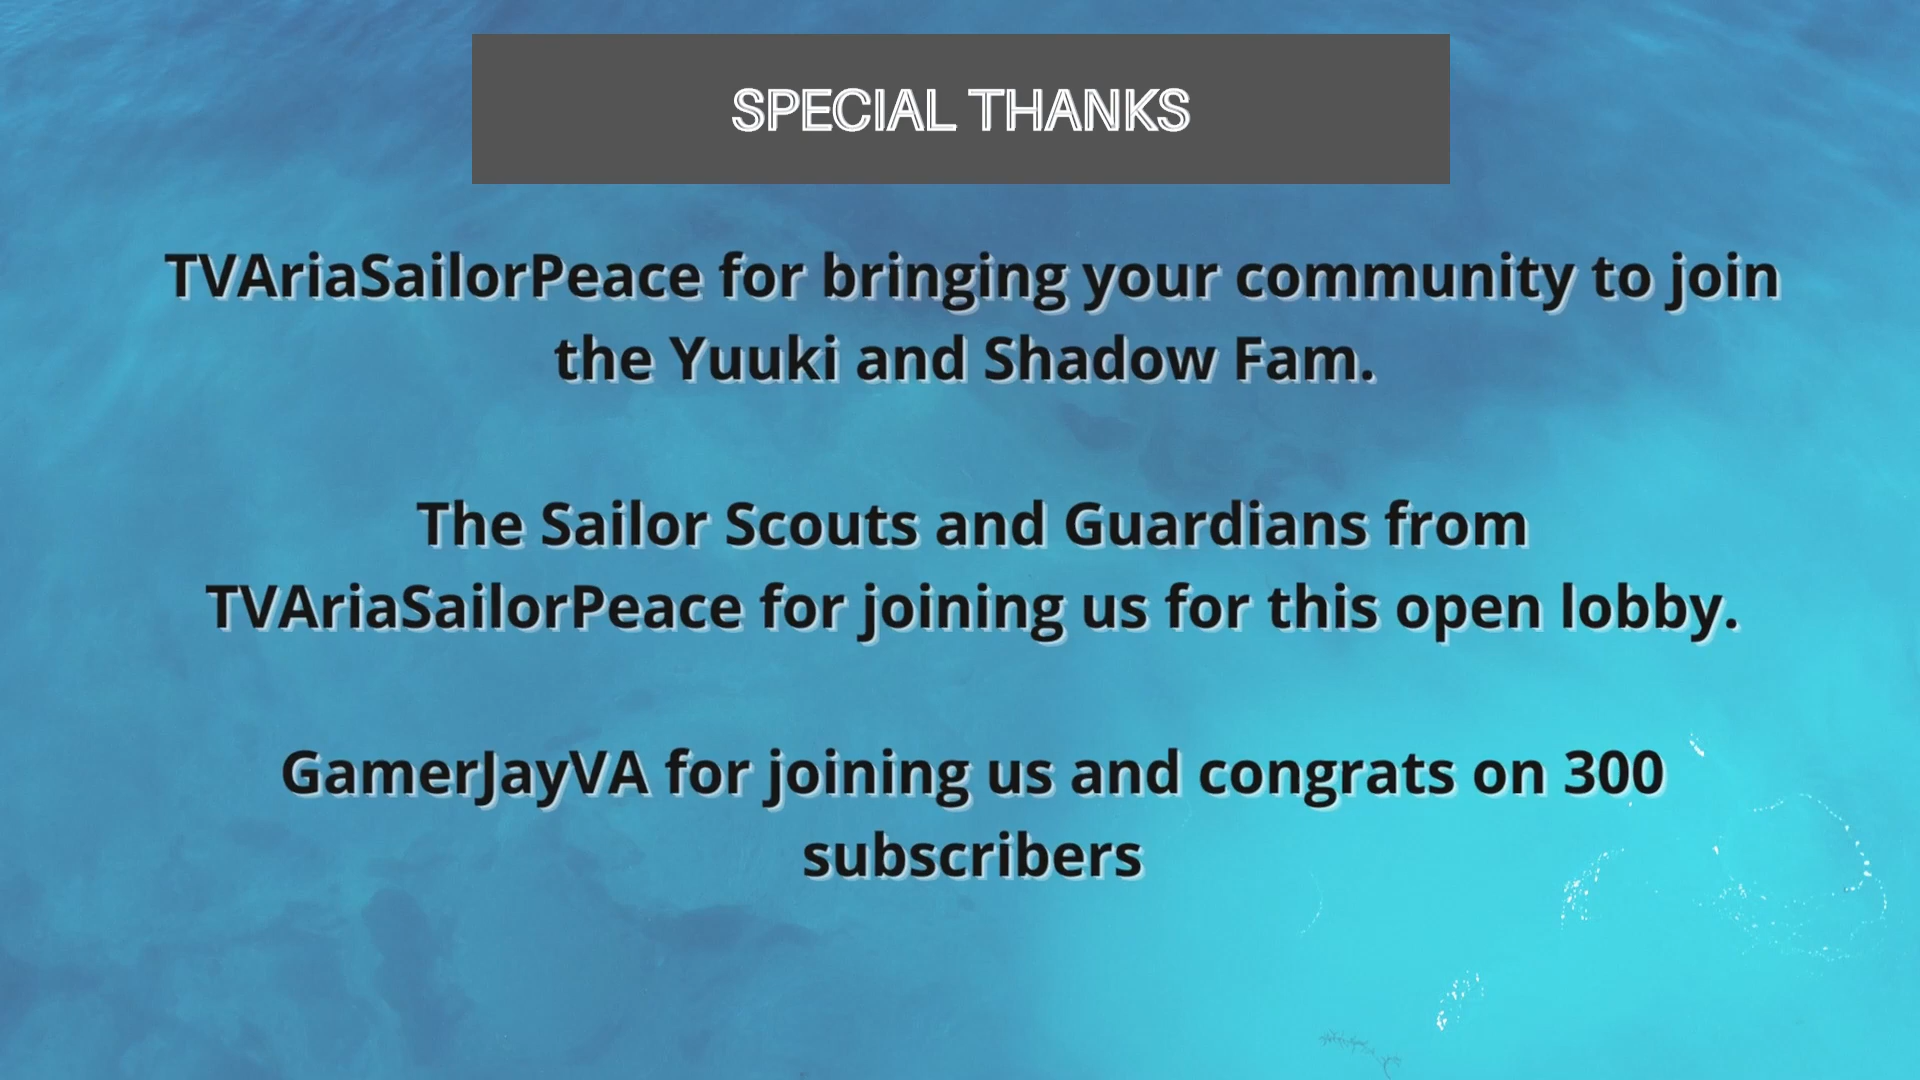 SPECIAL THANKS
TVAriaSailorPeace for bringing your community to join
the Yuuki and Shadow Fam.
The Sailor Scouts and Guardians from
TVAriaSailorPeace for joining us for this open lobby.
GamerJayVA for joining us and congrats on 300
subscribers